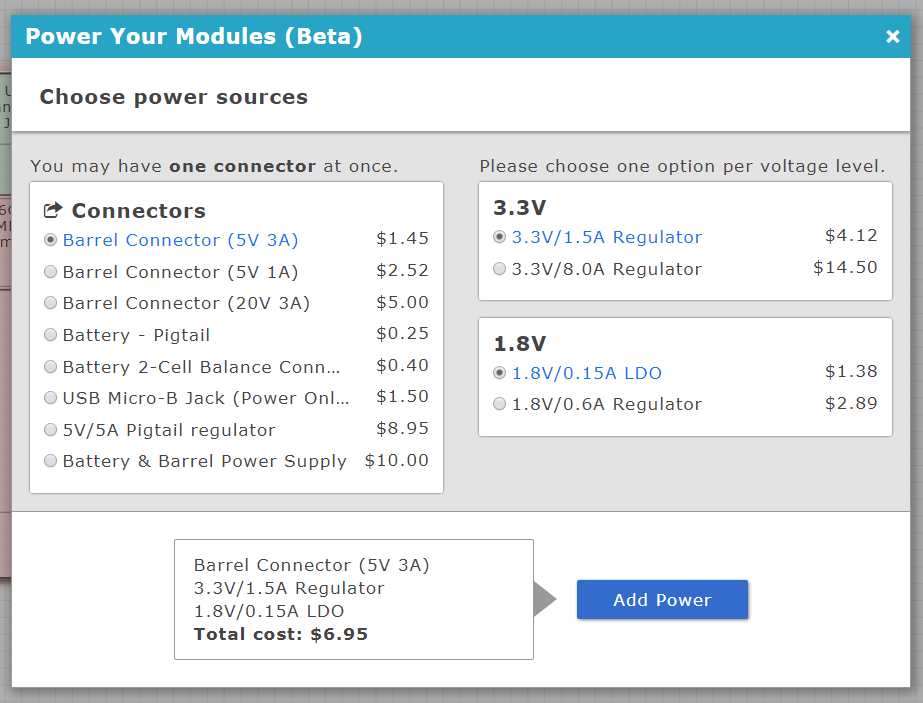 Power Your Modules (Beta)
Choose power sources
You may have one connector at once.
Connectors
Barrel Connector (5V 3A) $1.45
Barrel Connector (5V 1A) $2.52
Barrel Connector (20V 3A) $5.00
Battery - Pigtail $0.25
Battery 2-Cell Balance Conn... $0.40
USB Micro-B Jack (Power Onl... $1.50
5V/5A Pigtail regulator $8.95
Battery & Barrel Power Supply $10.00
Please choose one option per voltage level.
3.3V
3.3V/1.5A Regulator $4.12
3.3V/8.0A Regulator $14.50
1.8V
1.8V/0.15A LDO $1.38
1.8V/0.6A Regulator $2.89
Barrel Connector (5V 3A)
3.3V/1.5A Regulator
1.8V/0.15A LDO
Total cost: $6.95
Add Power